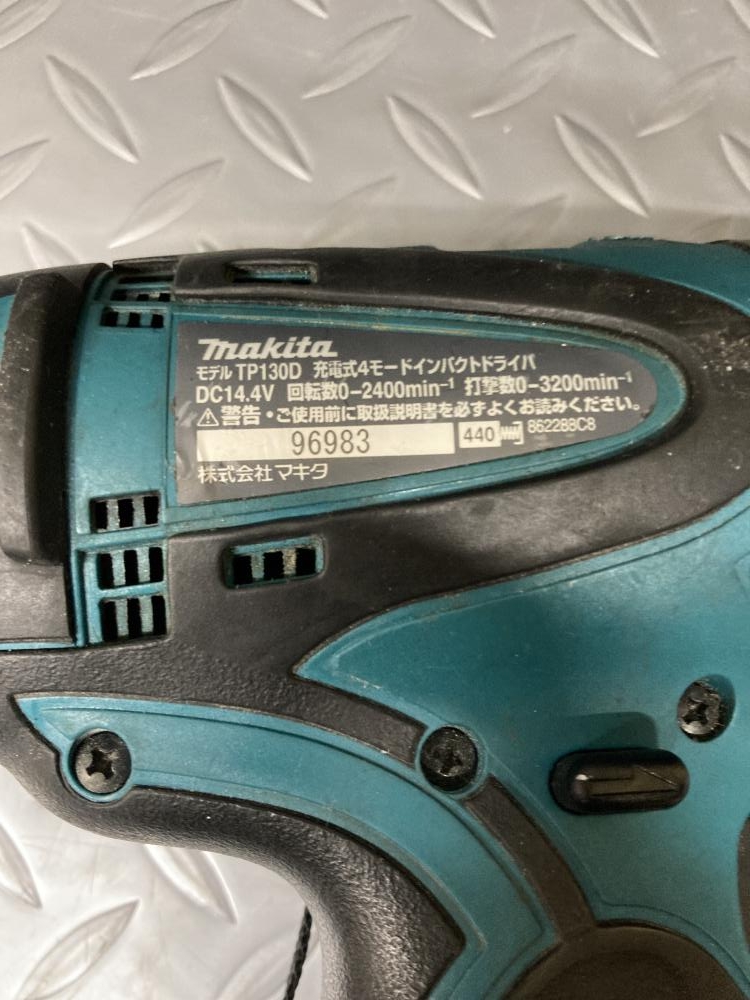 makita
モデル TP130D 充電式4モードインパクトドライバ
DC14.4V 回転数0-2400min⁻¹ 打撃数0-3200min⁻¹
⚠警告・ご使用前に取扱説明書を必ずよくお読みください。
96983 440 862288C8
株式会社マキタ